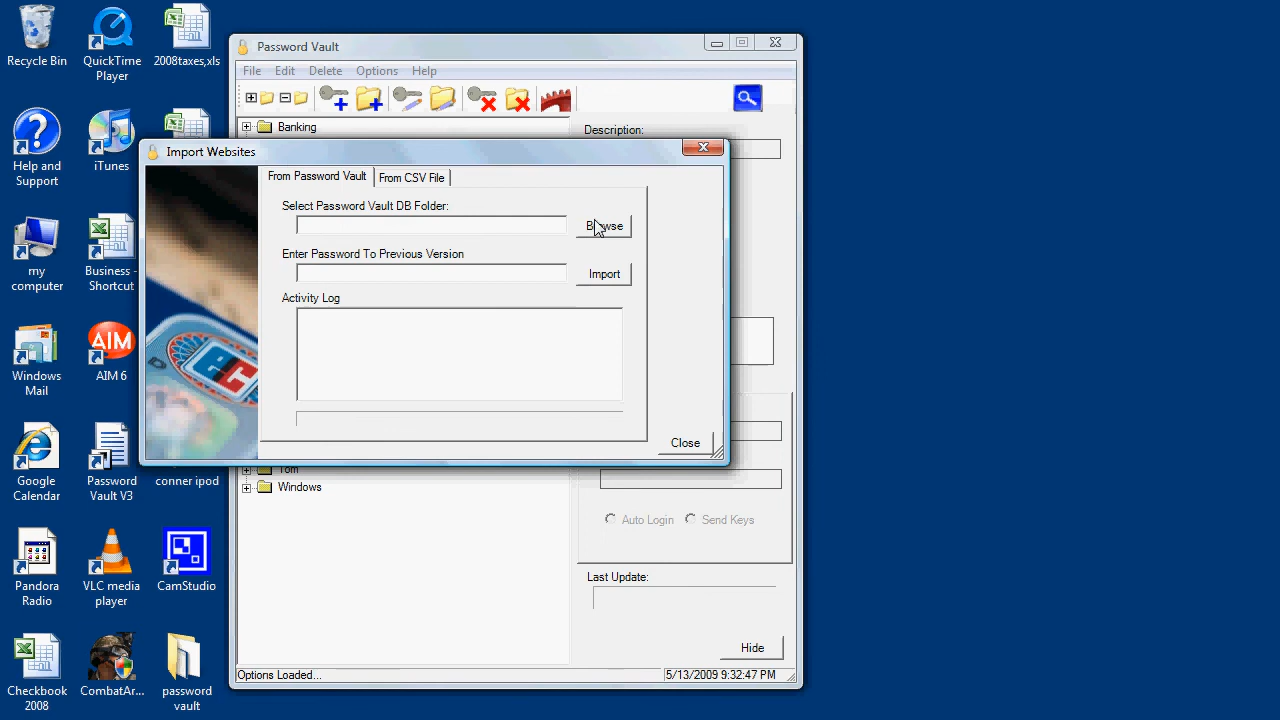 Recycle Bin
QuickTime
Player
2008taxes,xls
Help and
Support
iTunes
my
computer
Business -
Shortcut
Windows
Mail
AIM
AIM 6
Google
Calendar
Password
Vault V3
conner ipod
Pandora
Radio
VLC media
player
CamStudio
Checkbook
2008
CombatAr...
password
vault
Password Vault
File Edit Delete Options Help
Banking
Description:
Import Websites
From Password Vault From CSV File
Select Password Vault DB Folder:
Browse
Enter Password To Previous Version
Import
Activity Log
Close
Tom
Windows
Auto Login Send Keys
Last Update:
Hide
Options Loaded...
5/13/2009 9:32:47 PM